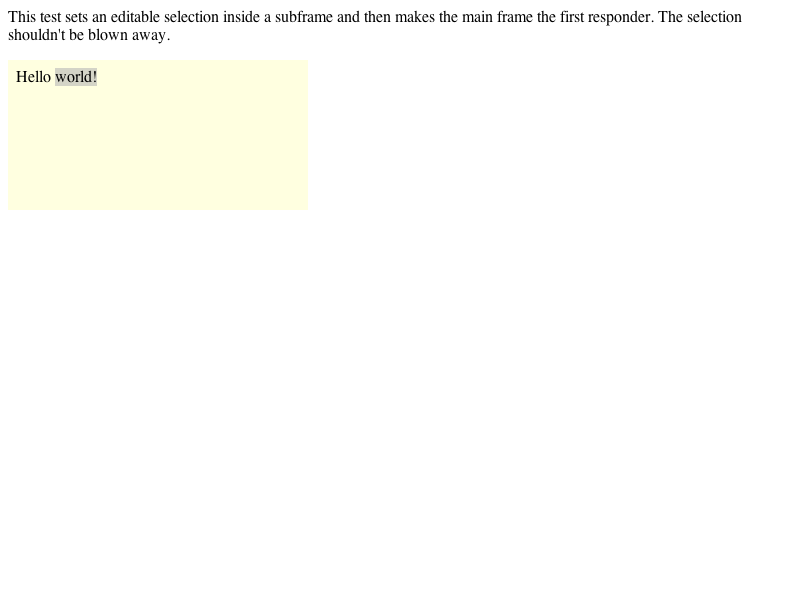 This test sets an editable selection inside a subframe and then makes the main frame the first responder. The selection
shouldn't be blown away.
Hello world!